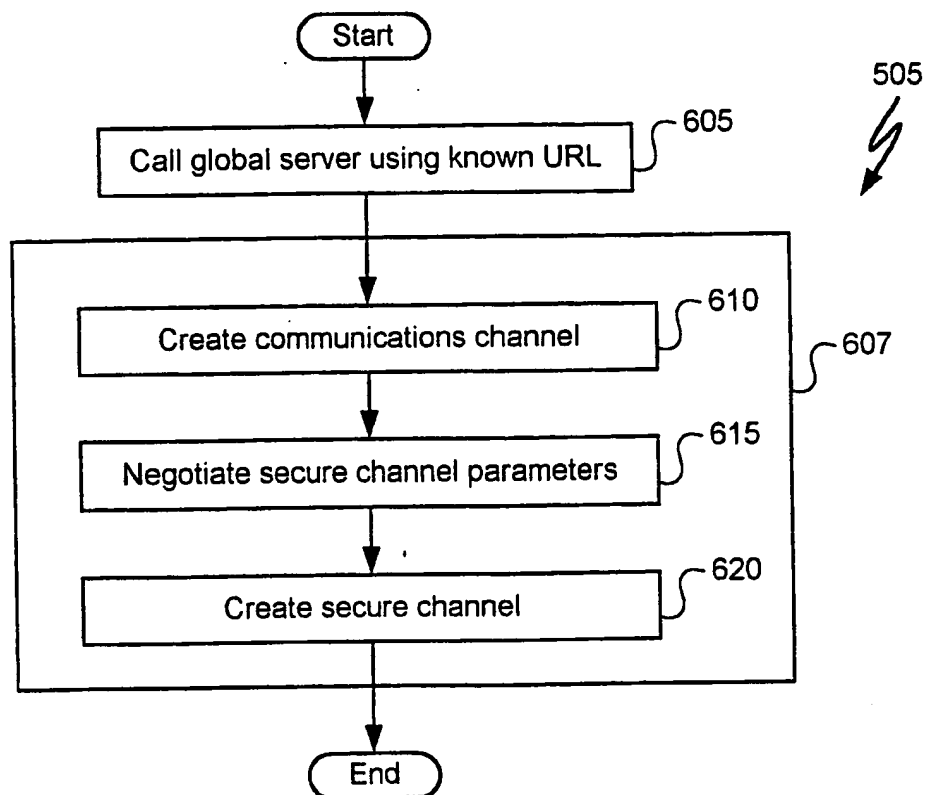 Start
505
605
Call global server using known URL
610
Create communications channel
607
615
Negotiate secure channel parameters
620
Create secure channel
End